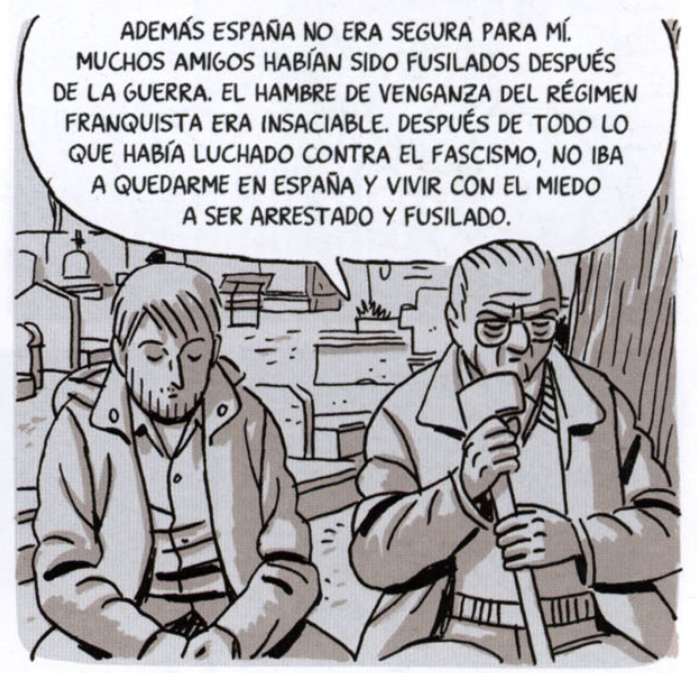 ADEMÁS ESPAÑA NO ERA SEGURA PARA MÍ.
MUCHOS AMIGOS HABÍAN SIDO FUSILADOS DESPUÉS
DE LA GUERRA. EL HAMBRE DE VENGANZA DEL RÉGIMEN
FRANQUISTA ERA INSACIABLE. DESPUÉS DE TODO LO
QUE HABÍA LUCHADO CONTRA EL FASCISMO, NO IBA
A QUEDARME EN ESPAÑA Y VIVIR CON EL MIEDO
A SER ARRESTADO Y FUSILADO.